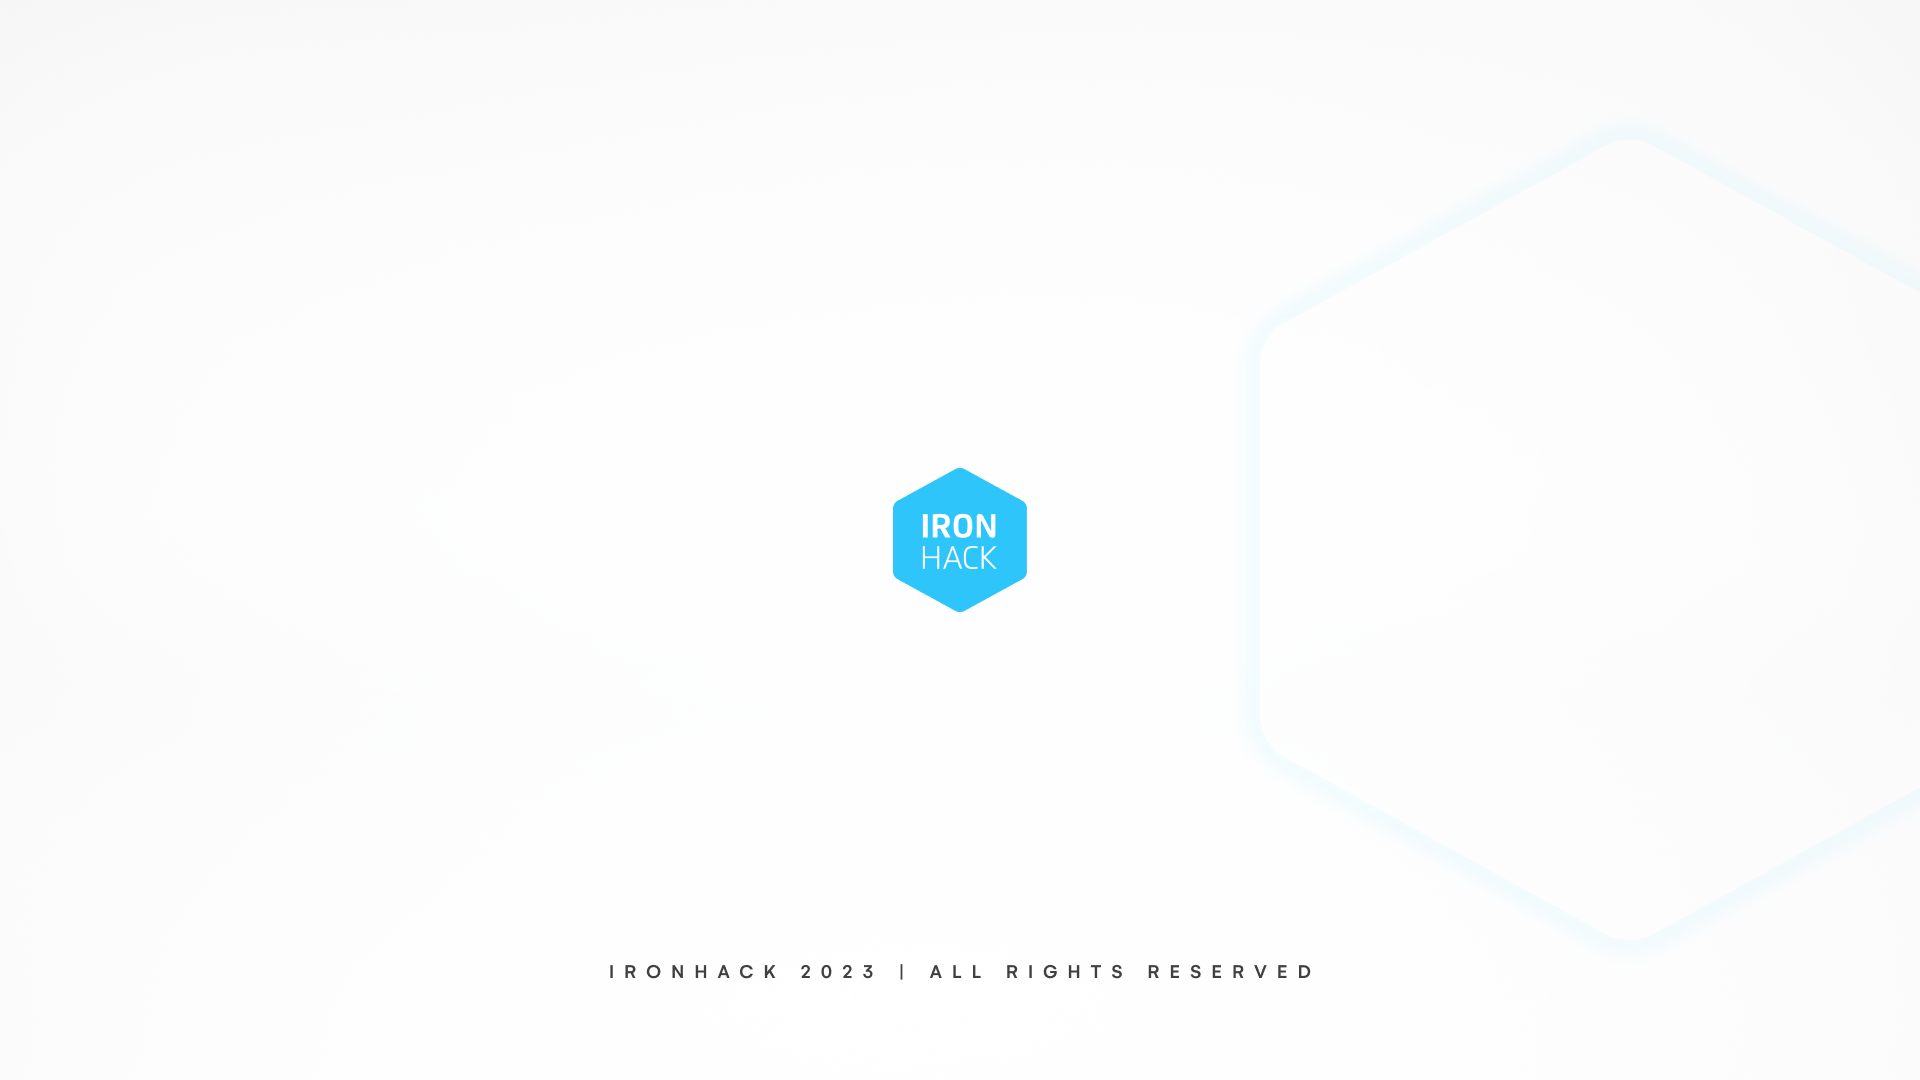 IRON
HACK
IRONHACK 2023 | ALL RIGHTS RESERVED